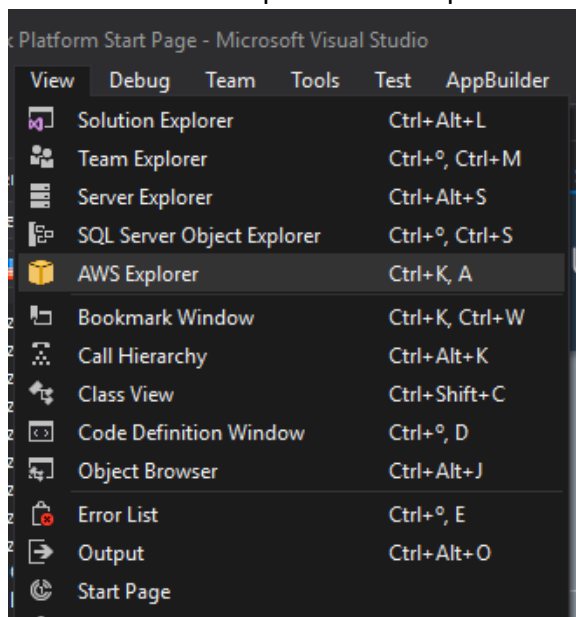 Platform Start Page - Microsoft Visual Studio
View Debug Team Tools Test AppBuilder
Solution Explorer Ctrl+Alt+L
Team Explorer Ctrl+º, Ctrl+M
Server Explorer Ctrl+Alt+S
SQL Server Object Explorer Ctrl+º, Ctrl+S
AWS Explorer Ctrl+K, A
Bookmark Window Ctrl+K, Ctrl+W
Call Hierarchy Ctrl+Alt+K
Class View Ctrl+Shift+C
Code Definition Window Ctrl+º, D
Object Browser Ctrl+Alt+J
Error List Ctrl+º, E
Output Ctrl+Alt+O
Start Page